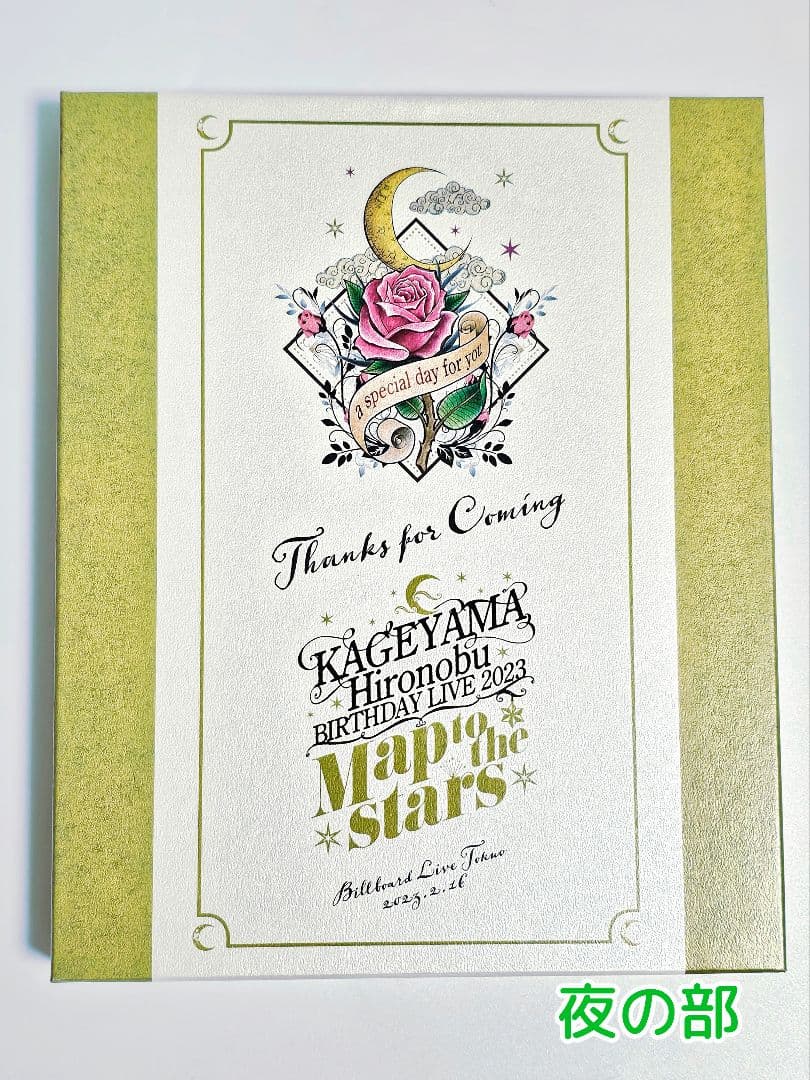 a special day for you
Thanks for Coming
KAGEYAMA
Hironobu
BIRTHDAY LIVE 2023
Map to the
stars
Billboard Live Tokyo
2023.2.16
夜の部